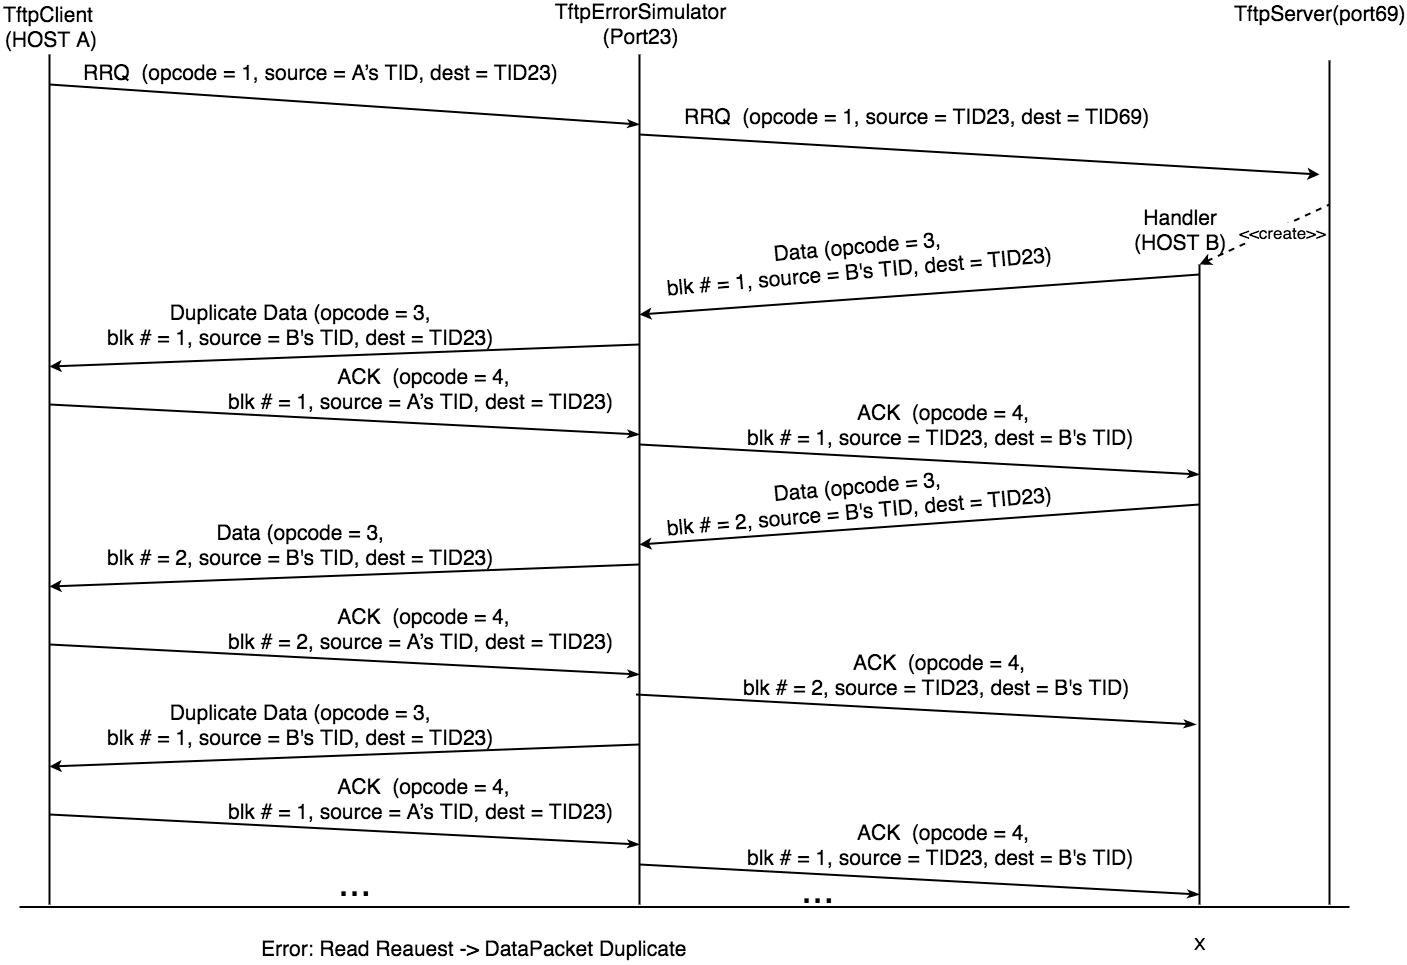 TftpClient
(HOST A)
TftpErrorSimulator
(Port23)
TftpServer(port69)
RRQ  (opcode = 1, source = A’s TID, dest = TID23)
RRQ  (opcode = 1, source = TID23, dest = TID69)
Handler
(HOST B)
<<create>>
Data (opcode = 3,
blk # = 1, source = B's TID, dest = TID23)
Duplicate Data (opcode = 3,
blk # = 1, source = B's TID, dest = TID23)
ACK  (opcode = 4,
blk # = 1, source = A’s TID, dest = TID23)
ACK  (opcode = 4,
blk # = 1, source = TID23, dest = B's TID)
Data (opcode = 3,
blk # = 2, source = B's TID, dest = TID23)
Data (opcode = 3,
blk # = 2, source = B's TID, dest = TID23)
ACK  (opcode = 4,
blk # = 2, source = A’s TID, dest = TID23)
ACK  (opcode = 4,
blk # = 2, source = TID23, dest = B's TID)
Duplicate Data (opcode = 3,
blk # = 1, source = B's TID, dest = TID23)
ACK  (opcode = 4,
blk # = 1, source = A’s TID, dest = TID23)
ACK  (opcode = 4,
blk # = 1, source = TID23, dest = B's TID)
...
...
Error: Read Reauest -> DataPacket Duplicate
x